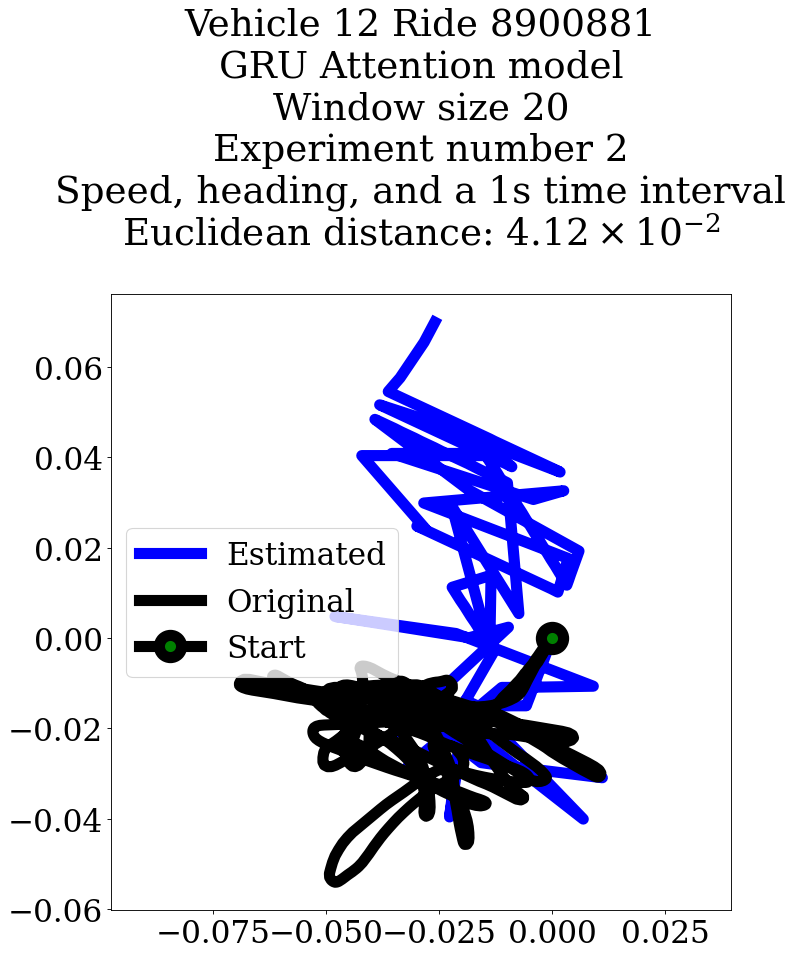 Vehicle 12 Ride 8900881
GRU Attention model
Window size 20
Experiment number 2
Speed, heading, and a 1s time interval
Euclidean distance: 4.12 × 10⁻²
0.06
0.04
0.02
0.00
−0.02
−0.04
−0.06
Estimated
Original
Start
−0.075 −0.050 −0.025 0.000 0.025